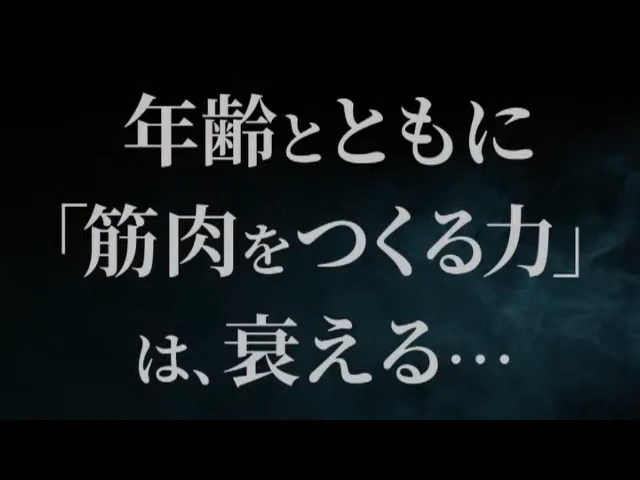 年齢とともに
「筋肉をつくる力」
は、衰える…